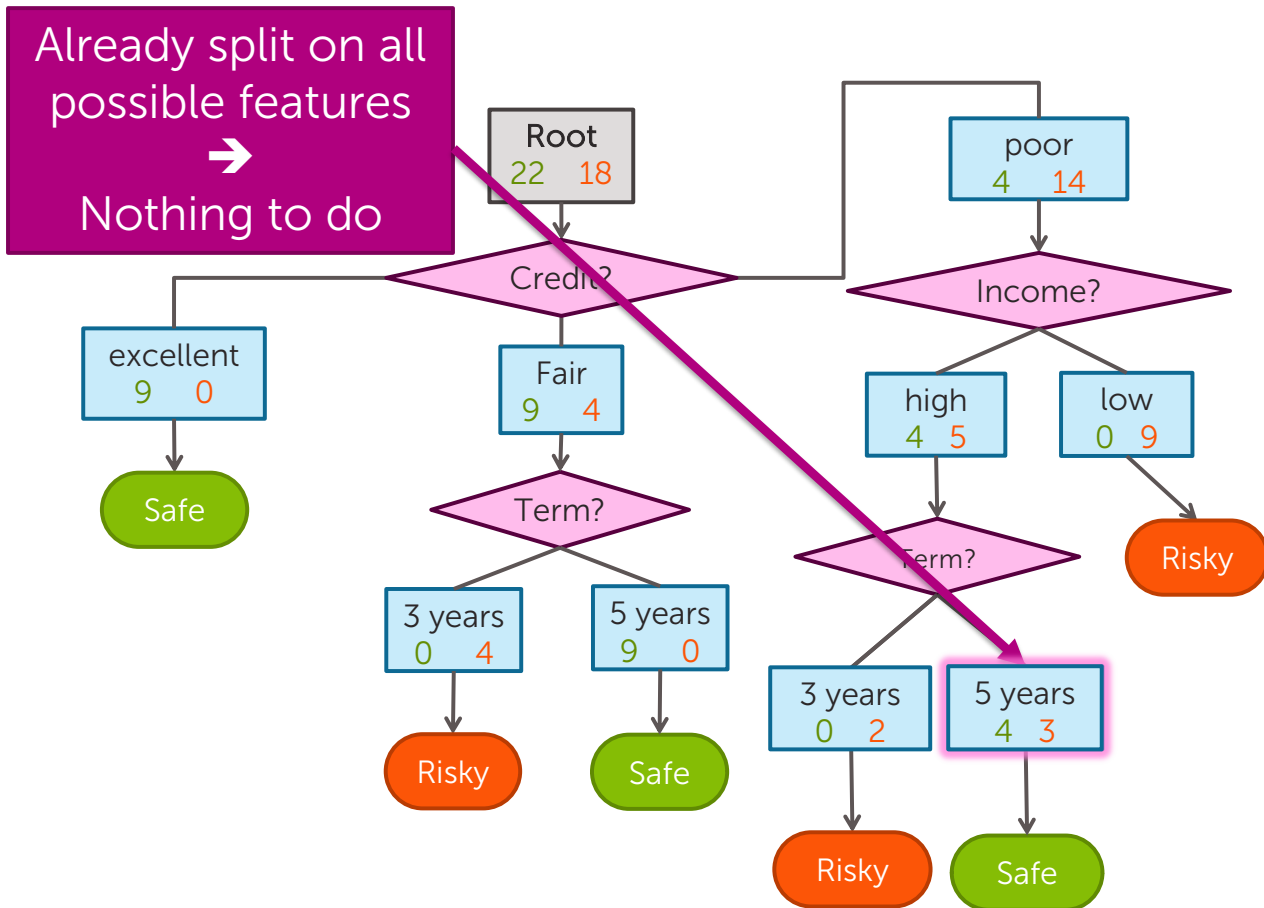 Already split on all
possible features
➔
Nothing to do
Root
22 18
Credit?
excellent
9 0
Safe
Fair
9 4
Term?
3 years
0 4
Risky
5 years
9 0
Safe
poor
4 14
Income?
high
4 5
low
0 9
Risky
Term?
3 years
0 2
Risky
5 years
4 3
Safe